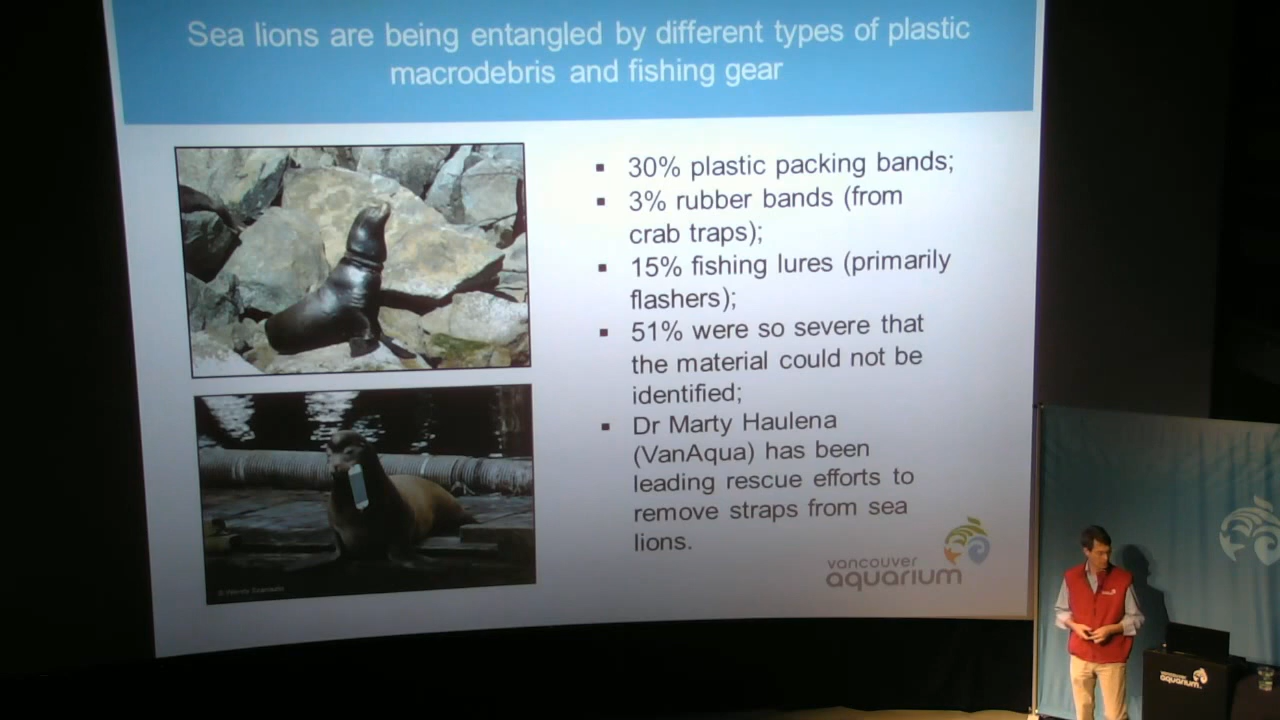 Sea lions are being entangled by different types of plastic
macrodebris and fishing gear
▪ 30% plastic packing bands;
▪ 3% rubber bands (from
crab traps);
▪ 15% fishing lures (primarily
flashers);
▪ 51% were so severe that
the material could not be
identified;
▪ Dr Marty Haulena
(VanAqua) has been
leading rescue efforts to
remove straps from sea
lions.
vancouver
aquarium
vancouver
aquarium